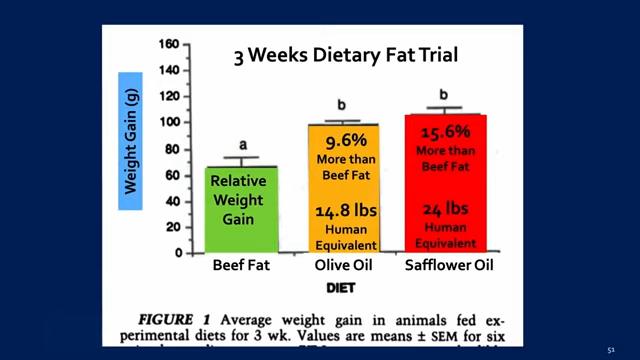 3 Weeks Dietary Fat Trial
160
140
120
100
80
60
40
20
0
Weight Gain (g)
a
b
b
Relative
Weight
Gain
9.6%
More than
Beef Fat
14.8 lbs
Human
Equivalent
15.6%
More than
Beef Fat
24 lbs
Human
Equivalent
Beef Fat
Olive Oil
Safflower Oil
DIET
FIGURE 1 Average weight gain in animals fed ex-
perimental diets for 3 wk. Values are means ± SEM for six
51